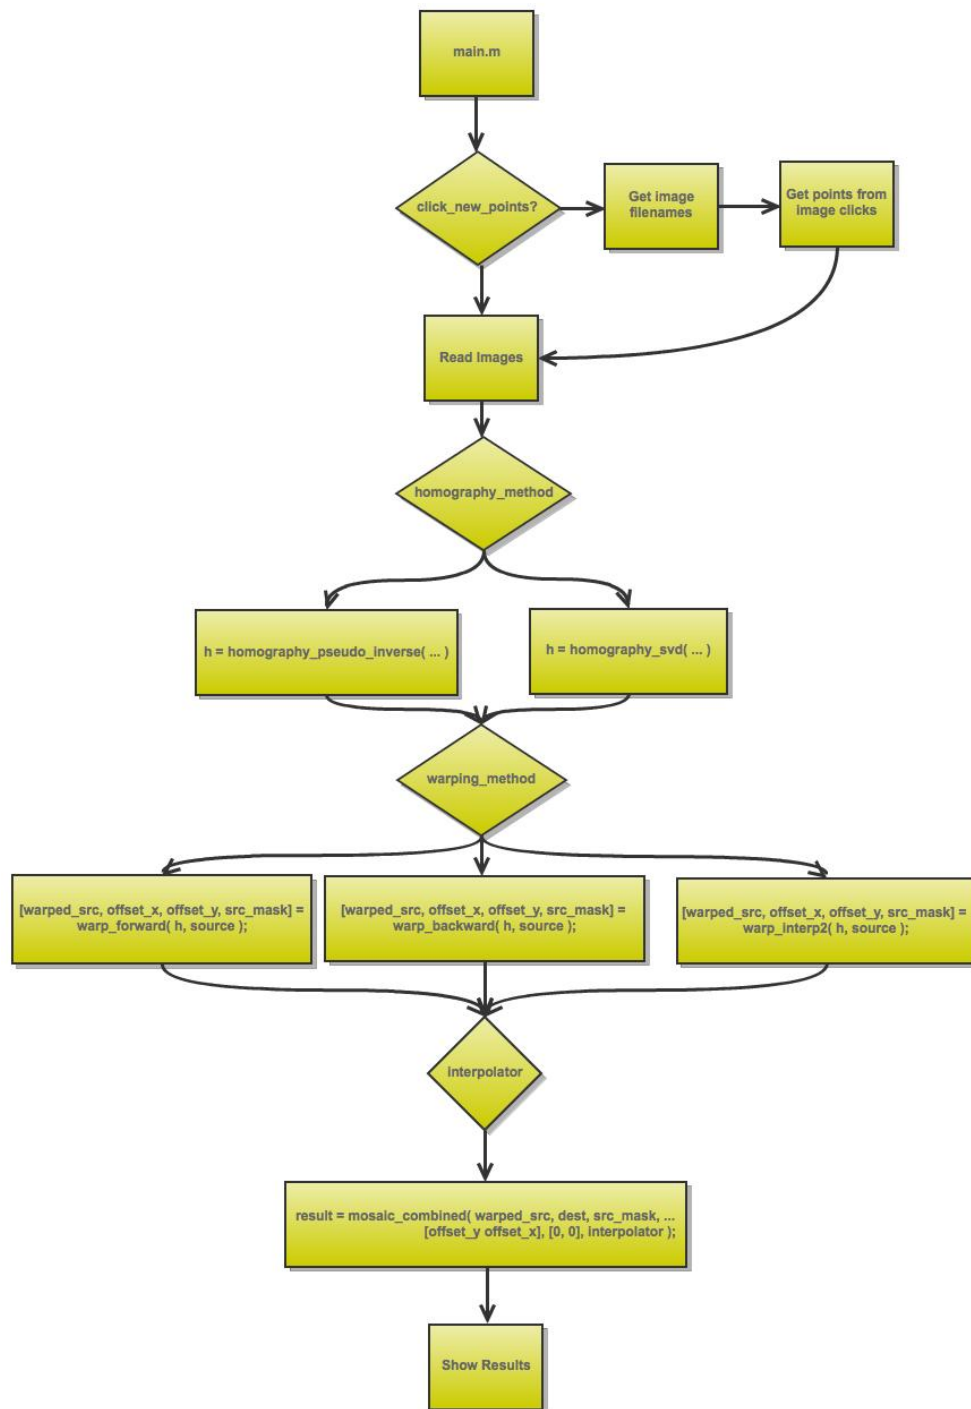 main.m
click_new_points?
Get image
filenames
Get points from
image clicks
Read Images
homography_method
h = homography_pseudo_inverse( ... )
h = homography_svd( ... )
warping_method
[warped_src, offset_x, offset_y, src_mask] =
warp_forward( h, source );
[warped_src, offset_x, offset_y, src_mask] =
warp_backward( h, source );
[warped_src, offset_x, offset_y, src_mask] =
warp_interp2( h, source );
interpolator
result = mosaic_combined( warped_src, dest, src_mask, ...
[offset_y offset_x], [0, 0], interpolator );
Show Results